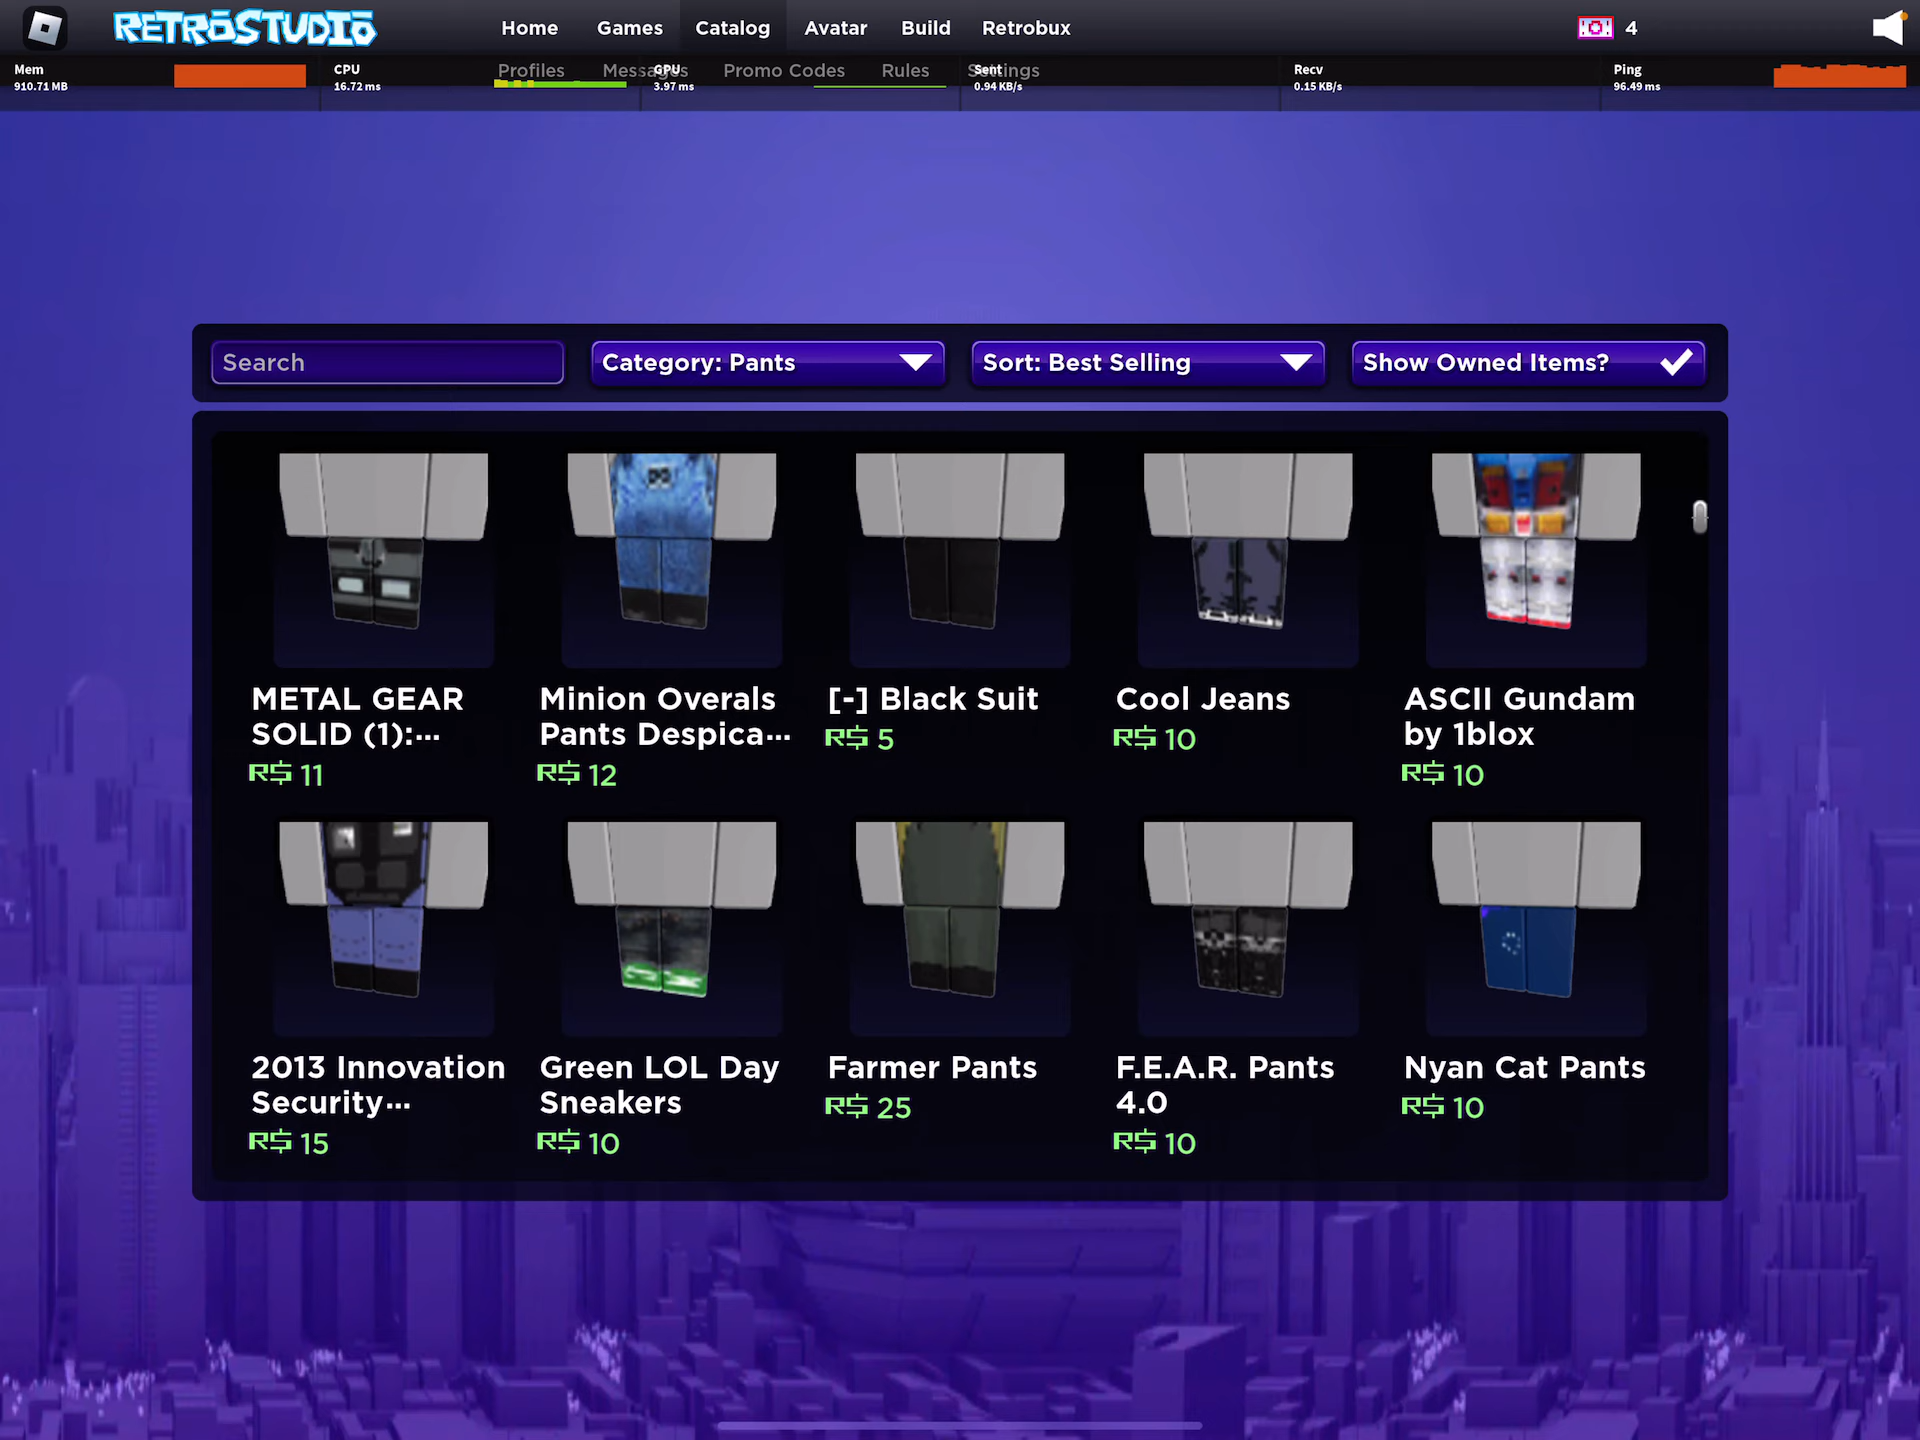 RETROSTUDIO
Home Games Catalog Avatar Build Retrobux 4
Profiles Messages Promo Codes Rules Settings
Mem CPU GPU Sent Recv Ping
910.71 MB 16.72 ms 3.97 ms 0.94 KB/s 0.15 KB/s 96.49 ms
Search Category: Pants Sort: Best Selling Show Owned Items?
METAL GEAR
SOLID (1):...
R$ 11
Minion Overals
Pants Despica...
R$ 12
[-] Black Suit
R$ 5
Cool Jeans
R$ 10
ASCII Gundam
by 1blox
R$ 10
2013 Innovation
Security...
R$ 15
Green LOL Day
Sneakers
R$ 10
Farmer Pants
R$ 25
F.E.A.R. Pants
4.0
R$ 10
Nyan Cat Pants
R$ 10